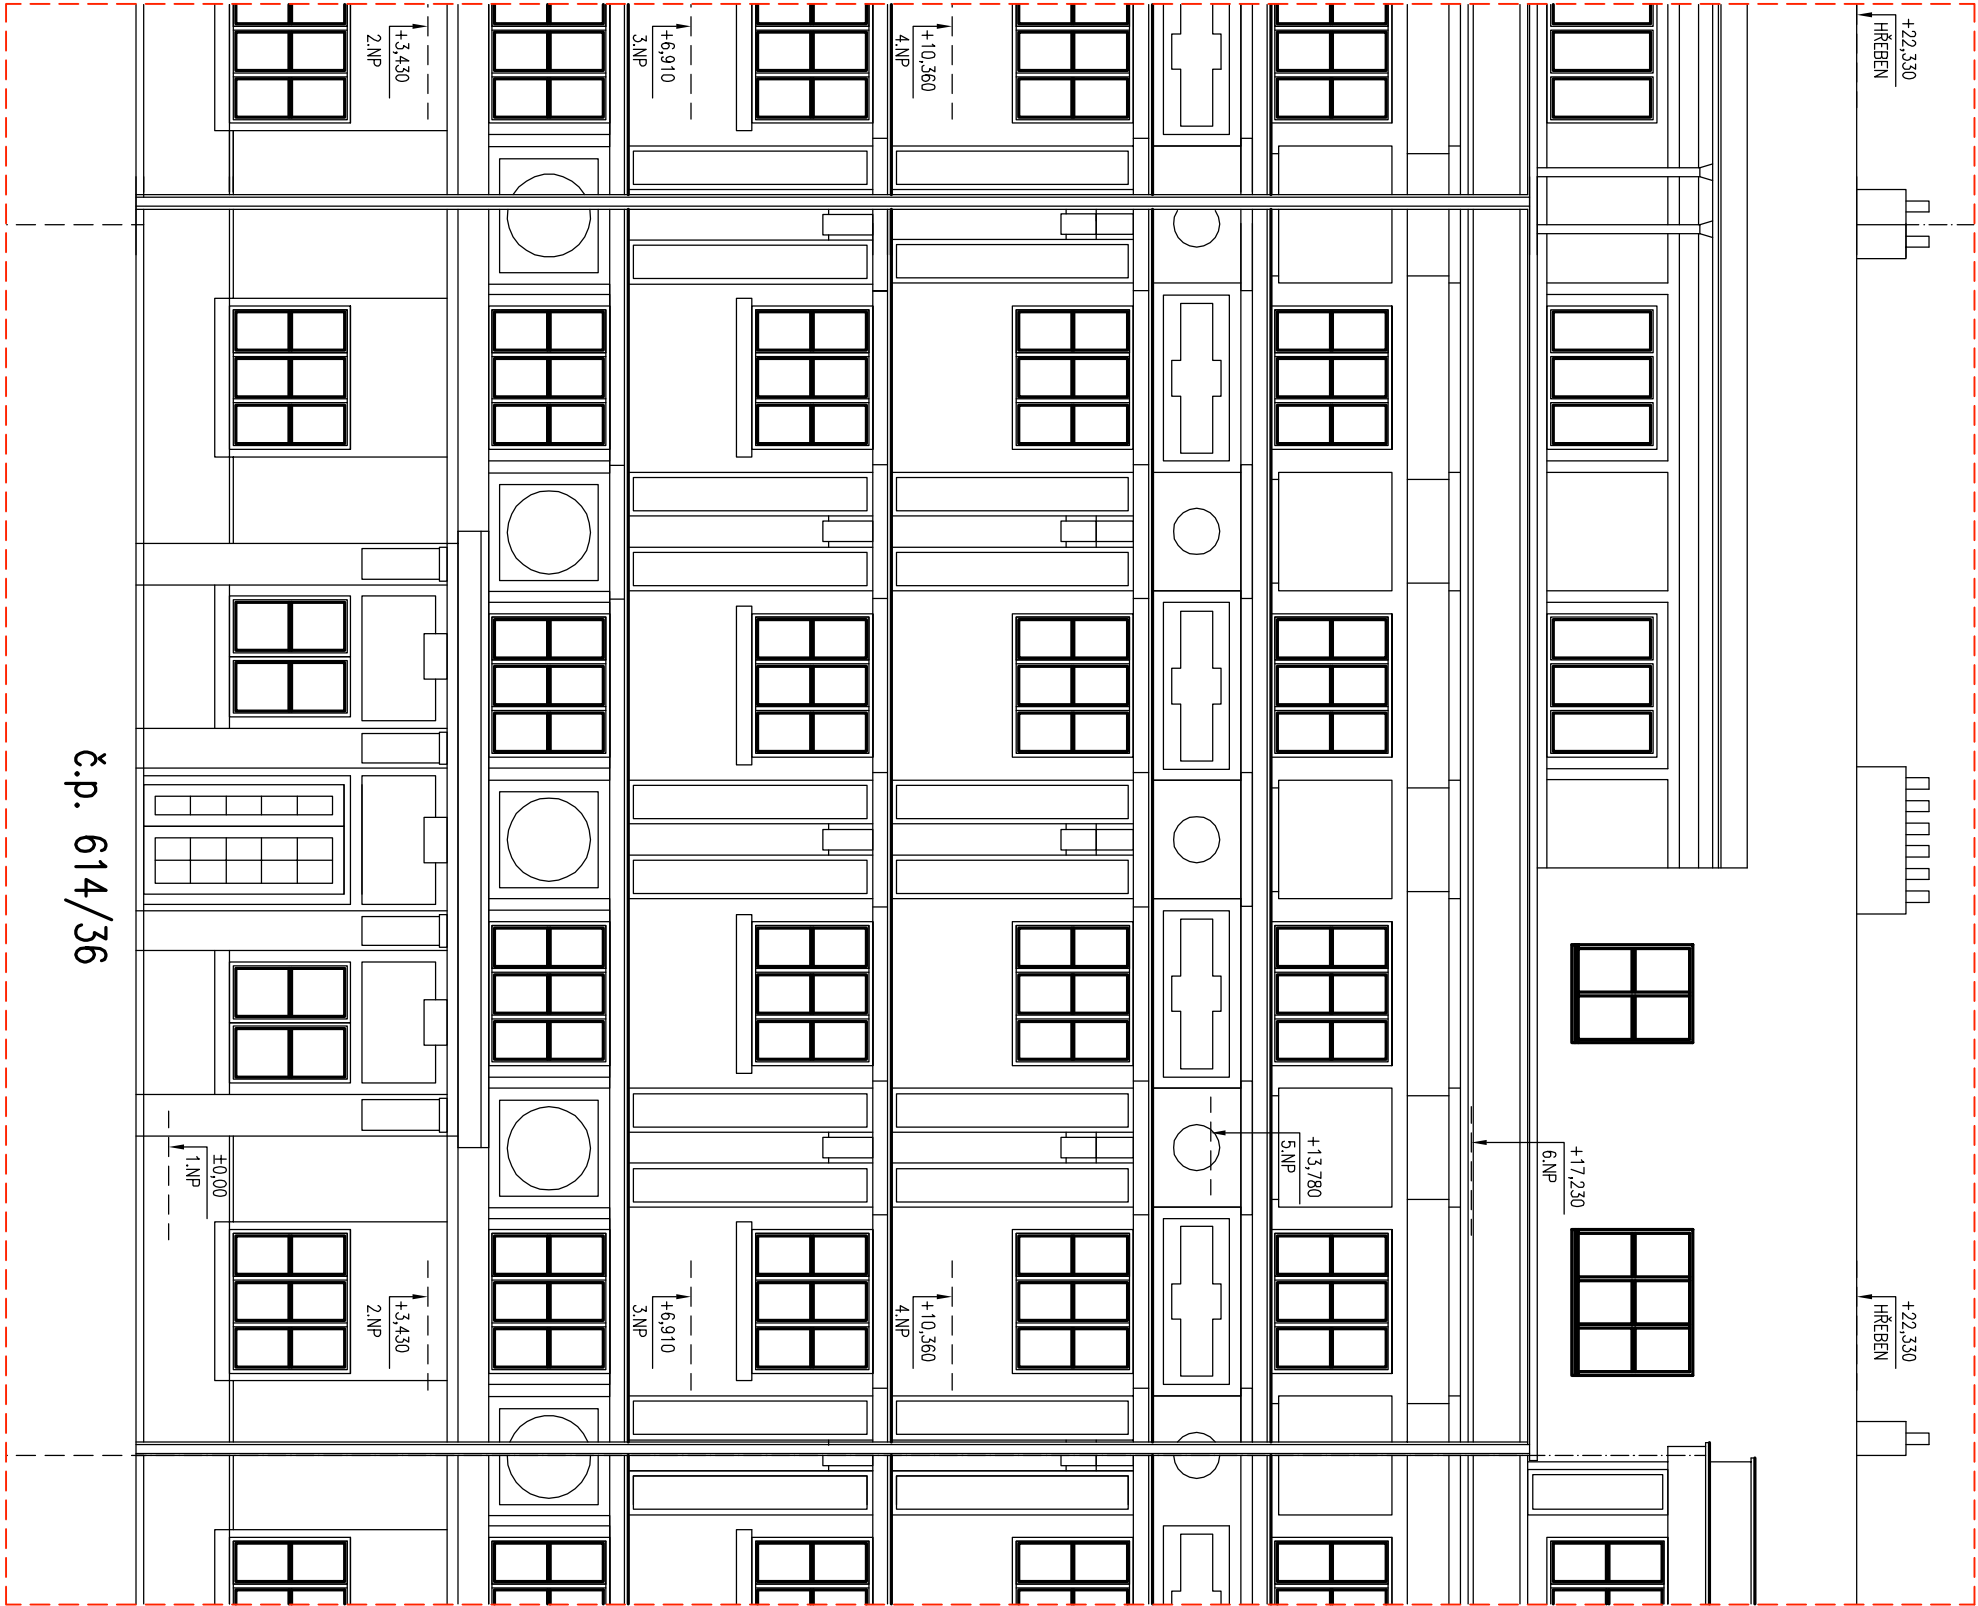 +22,330
HŘEBEN
+10,360
4.NP
+6,910
3.NP
+3,430
2.NP
+17,230
6.NP
+13,780
5.NP
±0,00
1.NP
+22,330
HŘEBEN
+10,360
4.NP
+6,910
3.NP
+3,430
2.NP
č.p. 614/36